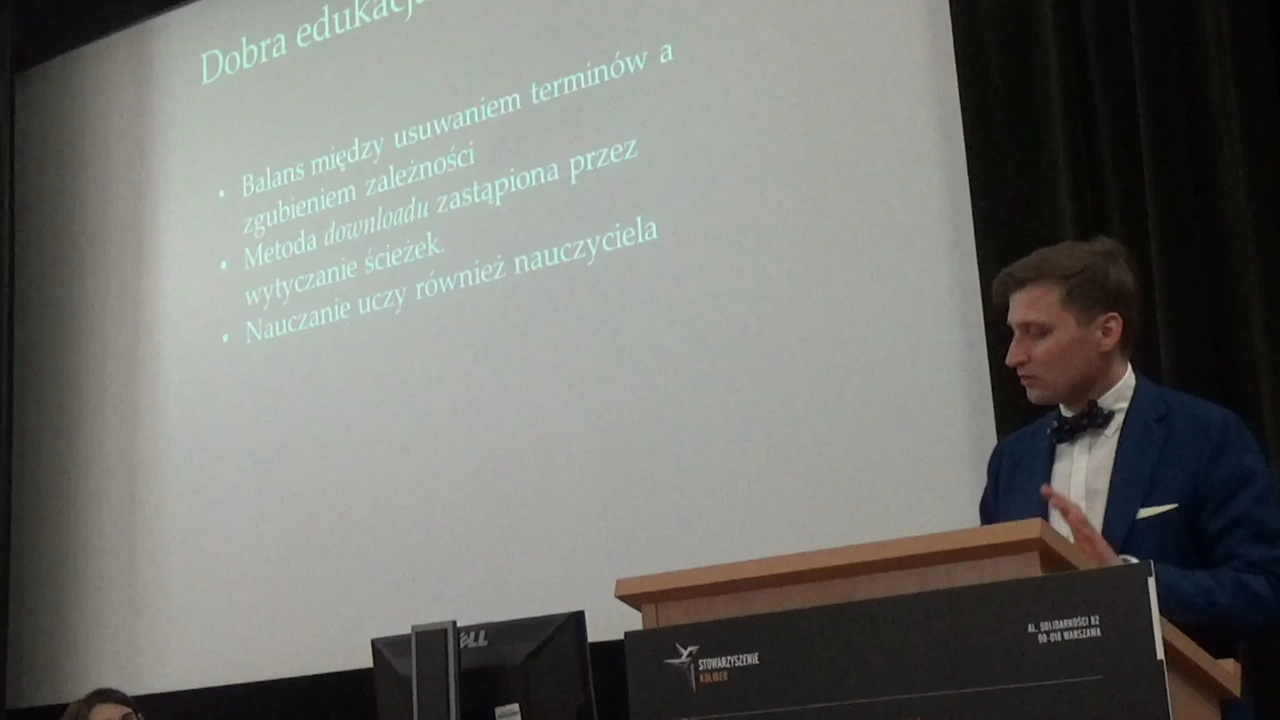 Dobra edukacja
• Balans między usuwaniem terminów a
zgubieniem zależności
• Metoda downloadu zastąpiona przez
wytyczanie ścieżek.
• Nauczanie uczy również nauczyciela
DELL
STOWARZYSZENIE
KOLIBER
AL. SOLIDARNOŚCI 82
00-018 WARSZAWA